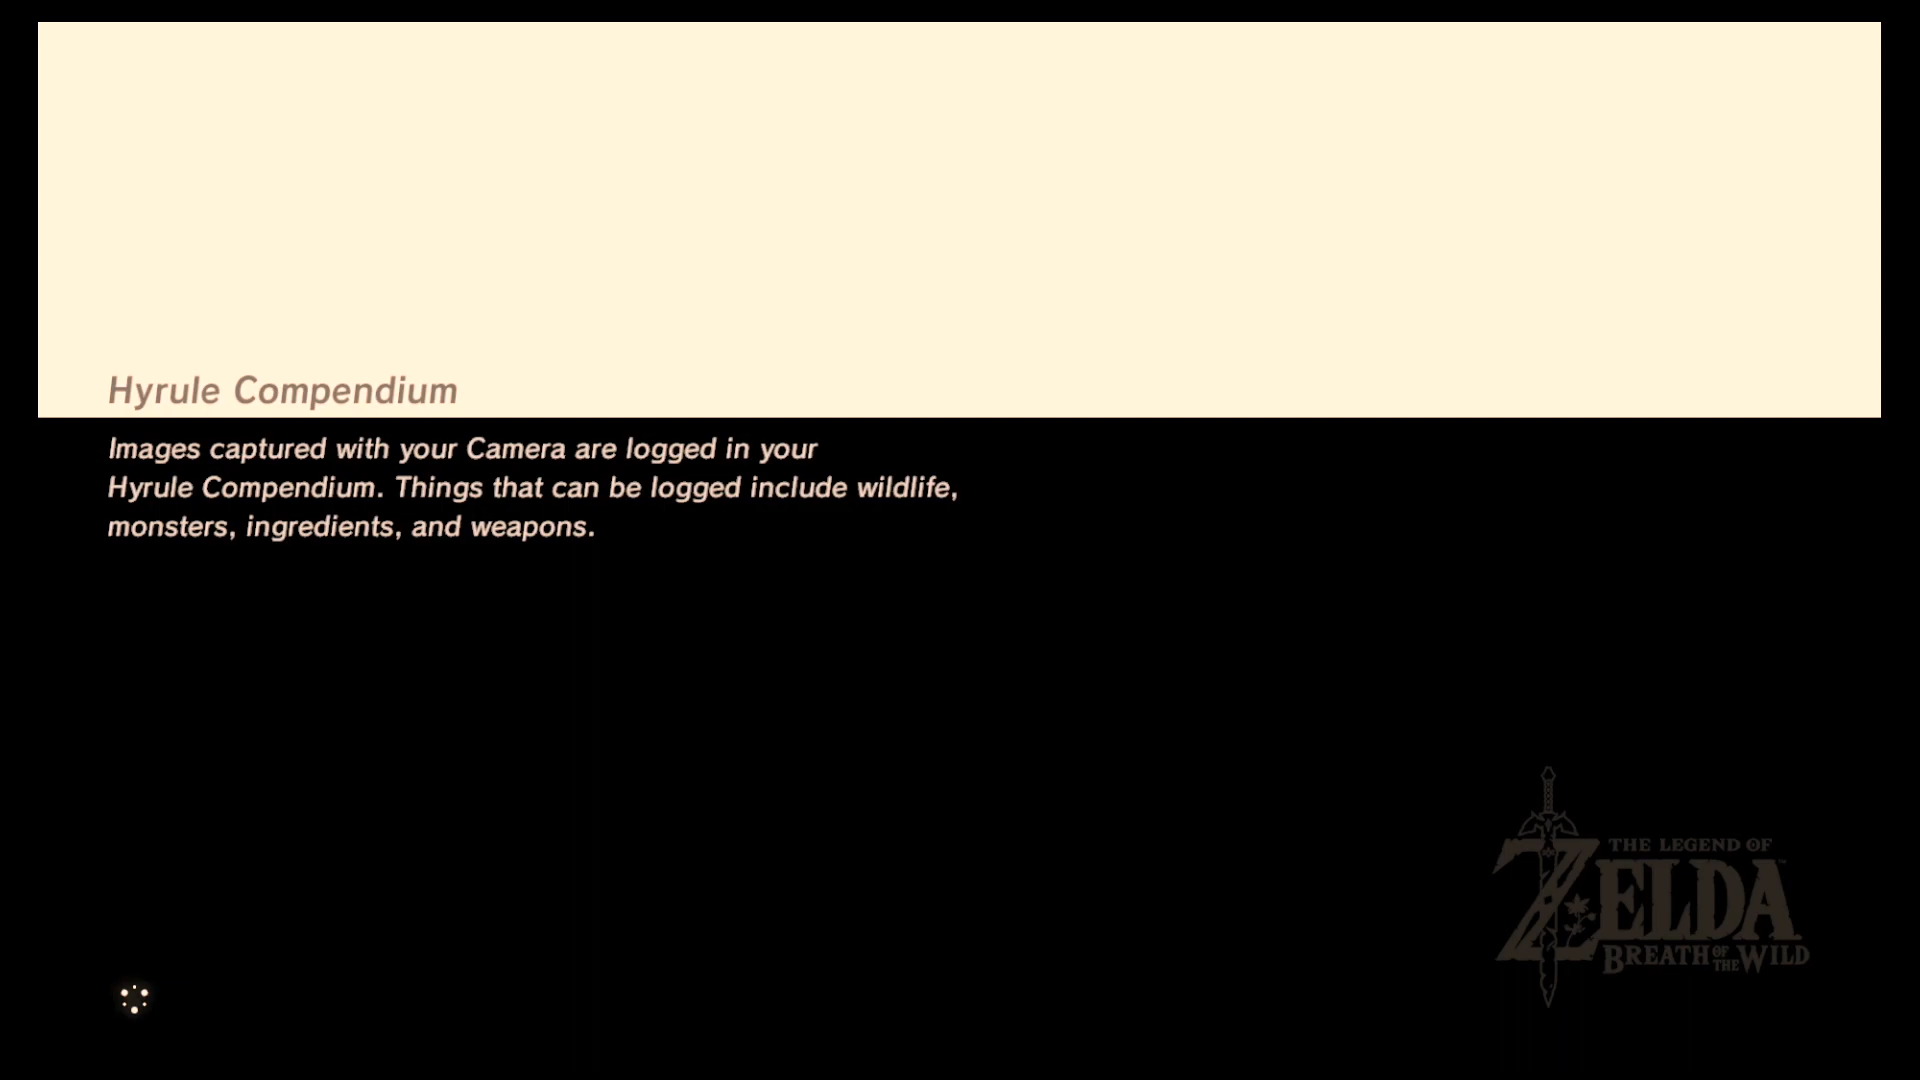 Hyrule Compendium
Images captured with your Camera are logged in your
Hyrule Compendium. Things that can be logged include wildlife,
monsters, ingredients, and weapons.
THE LEGEND OF
ZELDA™
BREATH OF THE WILD